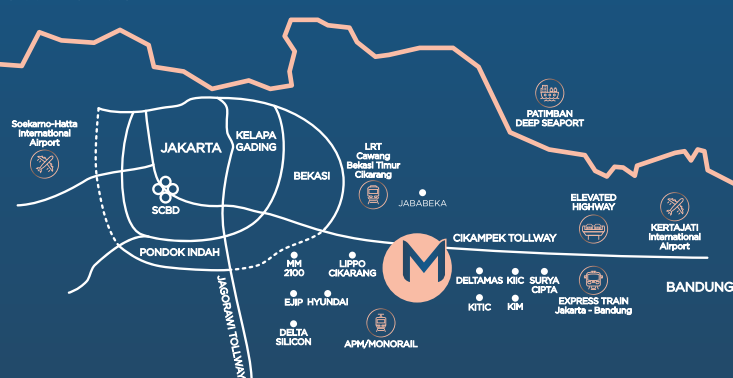 PATIMBAN
DEEP SEAPORT
Soekarno-Hatta
International
Airport
JAKARTA
KELAPA
GADING
BEKASI
LRT
Cawang
Bekasi Timur
Cikarang
JABABEKA
SCBD
ELEVATED
HIGHWAY
KERTAJATI
International
Airport
PONDOK INDAH
CIKAMPEK TOLLWAY
M
MM
2100
LIPPO
CIKARANG
DELTAMAS
KIIC
SURYA
CIPTA
BANDUNG
EJIP
HYUNDAI
KITIC
KIM
EXPRESS TRAIN
Jakarta - Bandung
DELTA
SILICON
APM/MONORAIL
JAGORAWI TOLLWAY